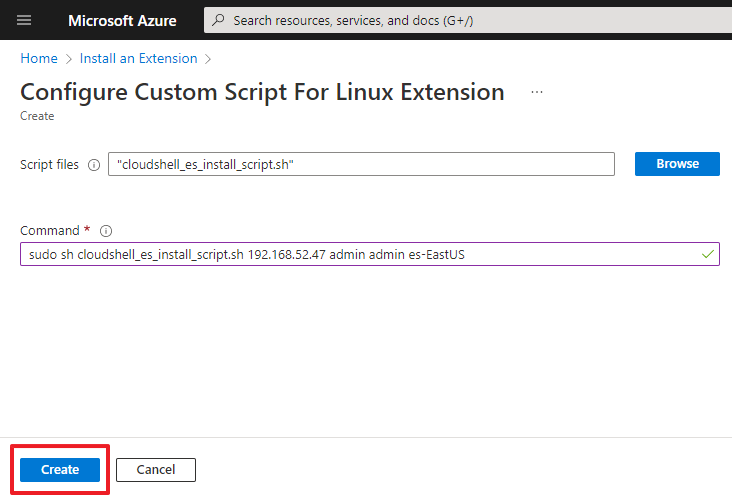 Microsoft Azure
Search resources, services, and docs (G+/)
Home > Install an Extension >
Configure Custom Script For Linux Extension ...
Create
Script files
"cloudshell_es_install_script.sh"
Browse
Command *
sudo sh cloudshell_es_install_script.sh 192.168.52.47 admin admin es-EastUS
Create
Cancel